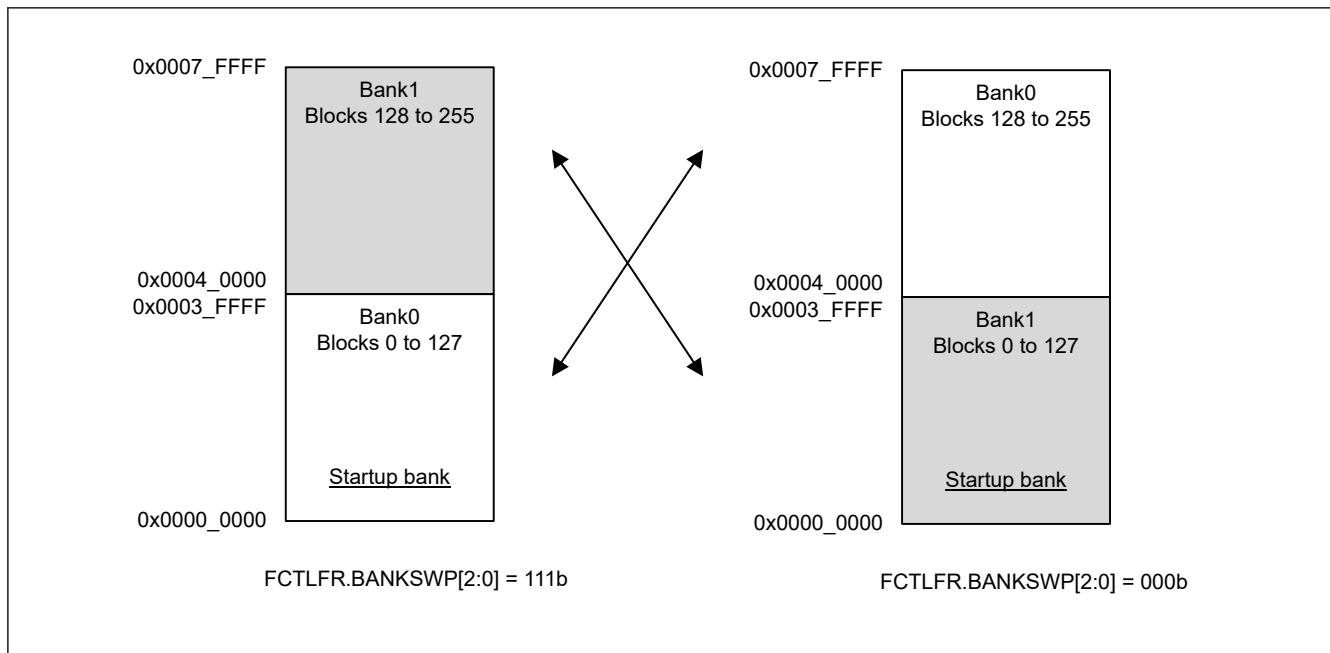 0x0007_FFFF
Bank1
Blocks 128 to 255
0x0004_0000
0x0003_FFFF
Bank0
Blocks 0 to 127
Startup bank
0x0000_0000
FCTLFR.BANKSWP[2:0] = 111b
0x0007_FFFF
Bank0
Blocks 128 to 255
0x0004_0000
0x0003_FFFF
Bank1
Blocks 0 to 127
Startup bank
0x0000_0000
FCTLFR.BANKSWP[2:0] = 000b